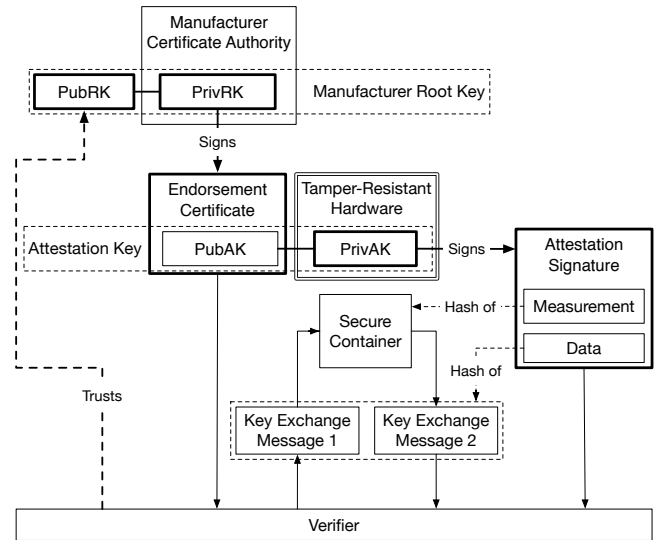 Manufacturer
Certificate Authority
PubRK
PrivRK
Manufacturer Root Key
Signs
Endorsement
Certificate
Tamper-Resistant
Hardware
Attestation Key
PubAK
PrivAK
Signs
Attestation
Signature
Measurement
Data
Hash of
Secure
Container
Hash of
Trusts
Key Exchange
Message 1
Key Exchange
Message 2
Verifier